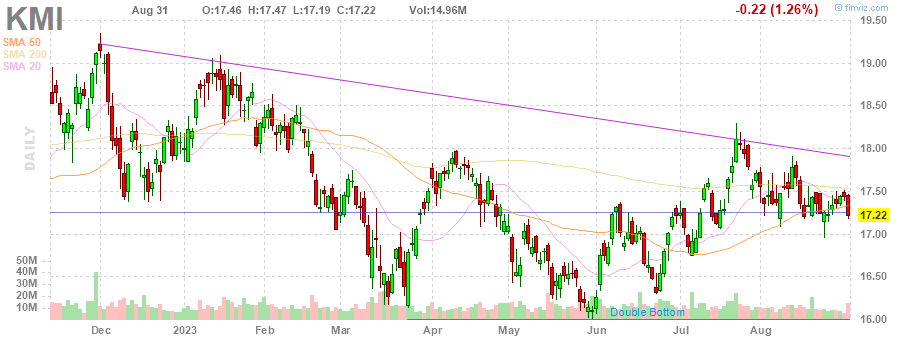 KMI Aug 31 O:17.46 H:17.47 L:17.19 C:17.22 Vol:14.96M -0.22 (1.26%) © finviz.com
SMA 50
SMA 200
SMA 20
DAILY
19.50
19.00
18.50
18.00
17.50
17.22
17.00
16.50
16.00
50M
40M
30M
20M
10M
Double Bottom
Dec 2023 Feb Mar Apr May Jun Jul Aug